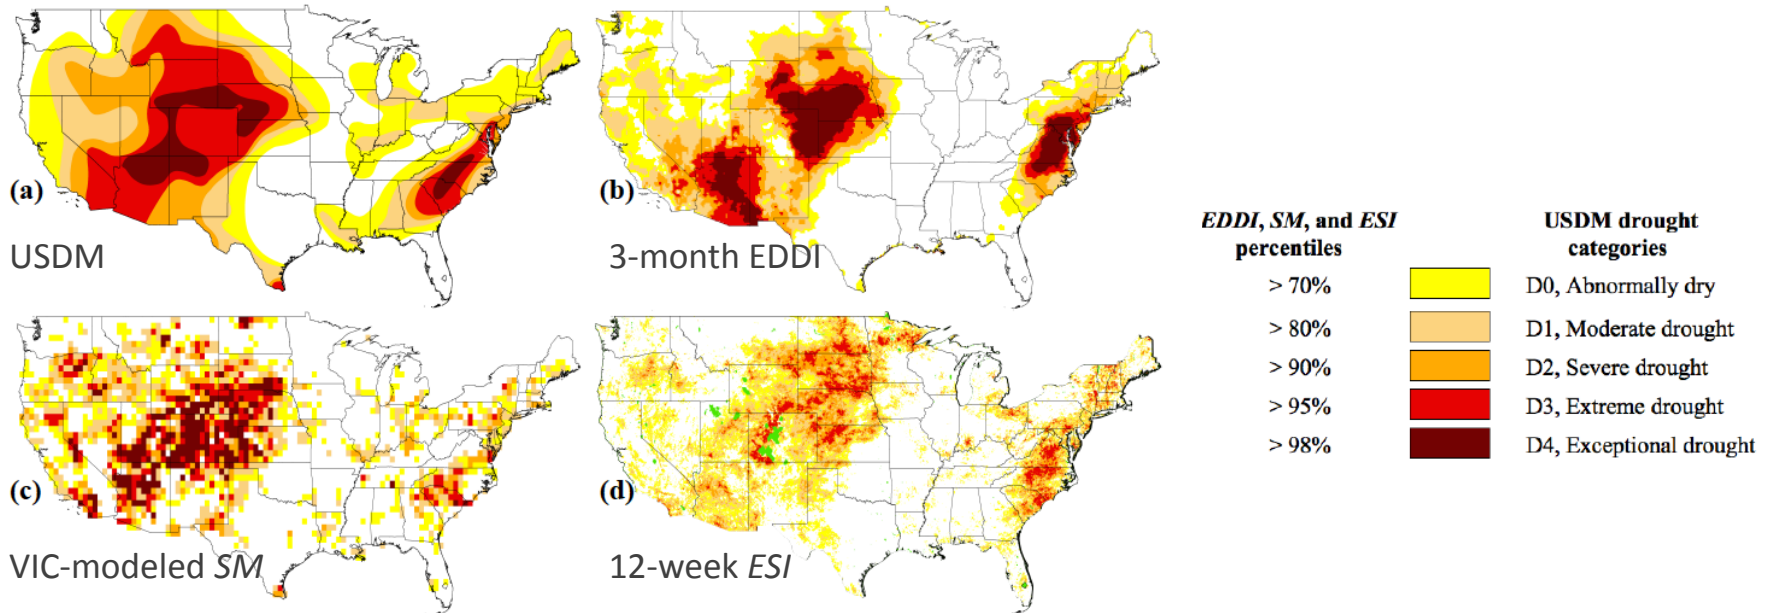 (a)
USDM
(b)
3-month EDDI
(c)
VIC-modeled SM
(d)
12-week ESI
EDDI, SM, and ESI percentiles
USDM drought categories
> 70%
D0, Abnormally dry
> 80%
D1, Moderate drought
> 90%
D2, Severe drought
> 95%
D3, Extreme drought
> 98%
D4, Exceptional drought